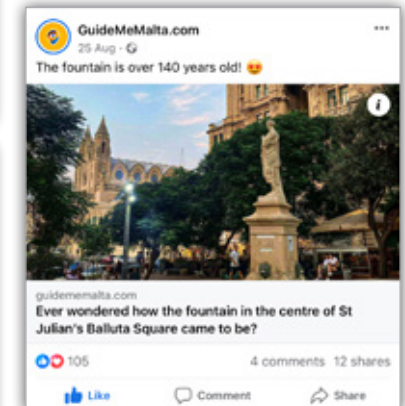 GuideMeMalta.com
25 Aug ·
The fountain is over 140 years old! 😍
guidememalta.com
Ever wondered how the fountain in the centre of St
Julian's Balluta Square came to be?
105 4 comments 12 shares
Like Comment Share